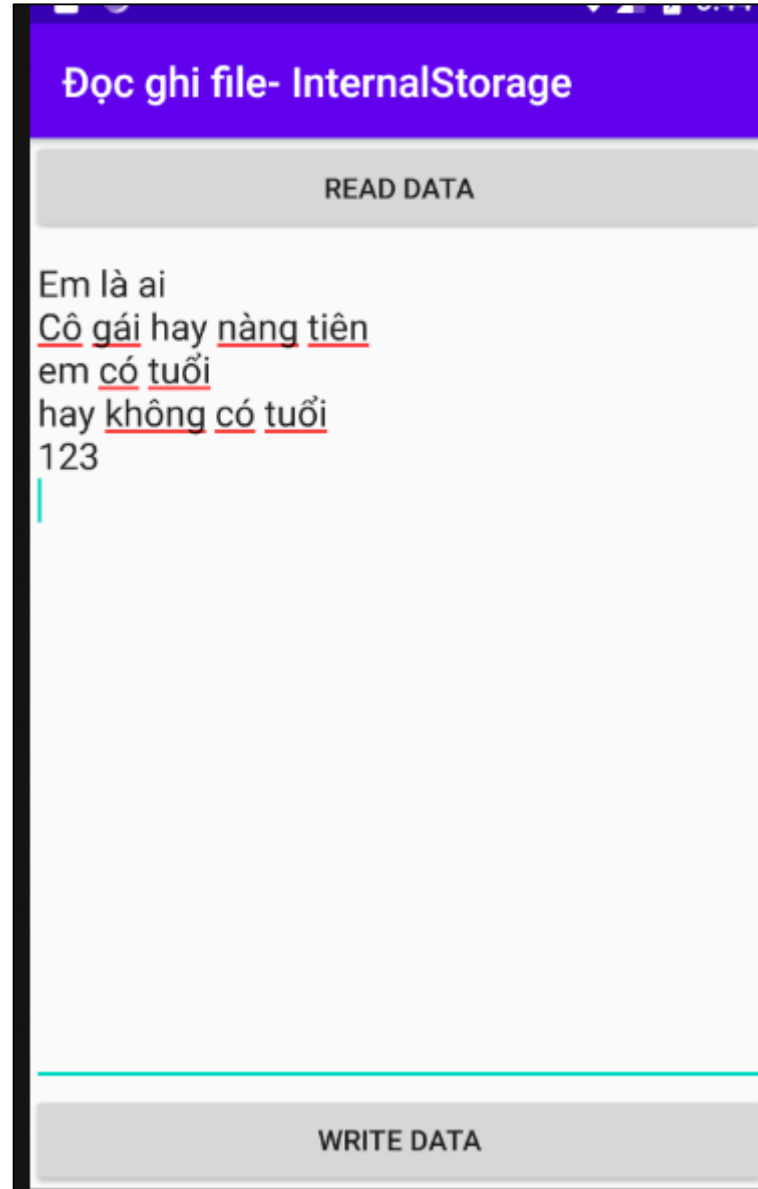 Đọc ghi file- InternalStorage
READ DATA
Em là ai
Cô gái hay nàng tiên
em có tuổi
hay không có tuổi
123
WRITE DATA